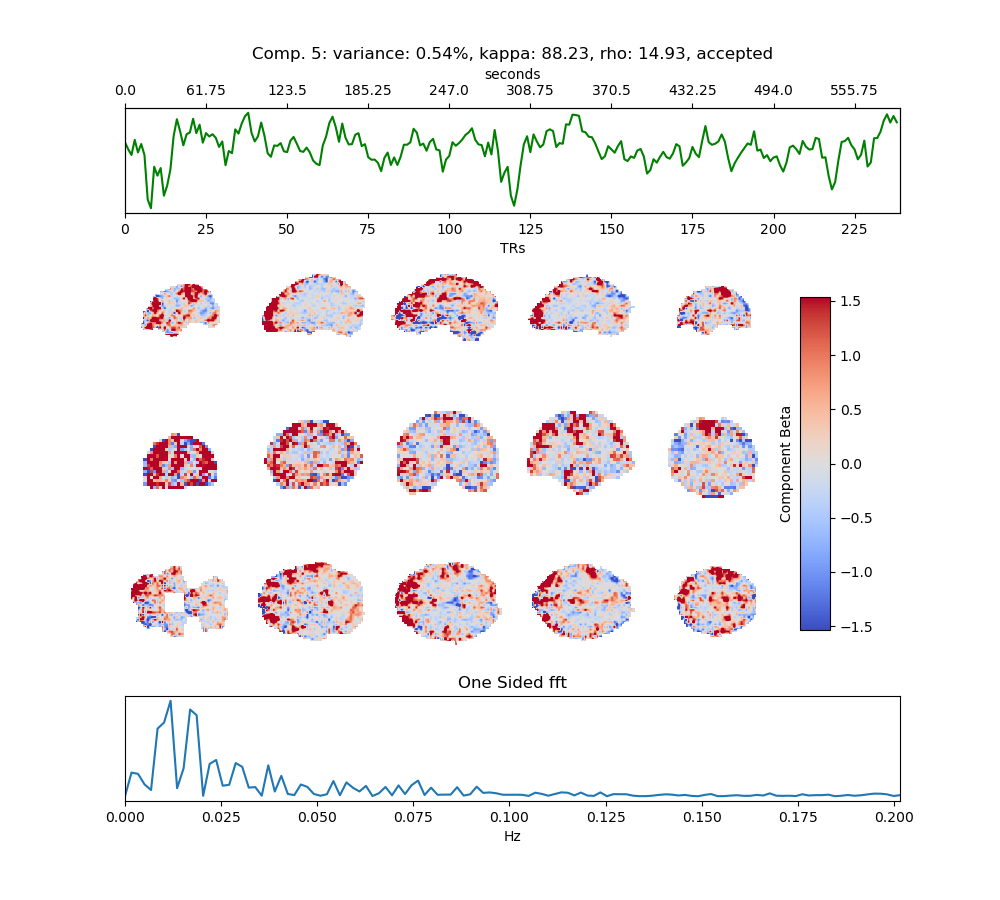 Comp. 5: variance: 0.54%, kappa: 88.23, rho: 14.93, accepted
seconds
0.0 61.75 123.5 185.25 247.0 308.75 370.5 432.25 494.0 555.75
0 25 50 75 100 125 150 175 200 225
TRs
Component Beta
1.5
1.0
0.5
0.0
−0.5
−1.0
−1.5
One Sided fft
0.000 0.025 0.050 0.075 0.100 0.125 0.150 0.175 0.200
Hz